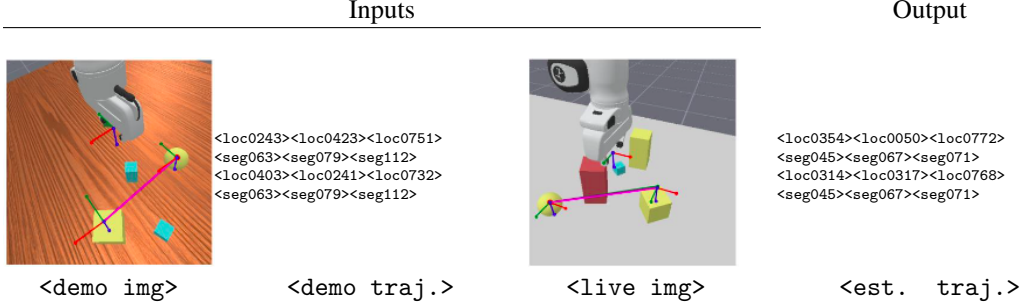 Inputs
Output
<loc0243><loc0423><loc0751>
<seg063><seg079><seg112>
<loc0403><loc0241><loc0732>
<seg063><seg079><seg112>
<loc0354><loc0050><loc0772>
<seg045><seg067><seg071>
<loc0314><loc0317><loc0768>
<seg045><seg067><seg071>
<demo img>
<demo traj.>
<live img>
<est. traj.>